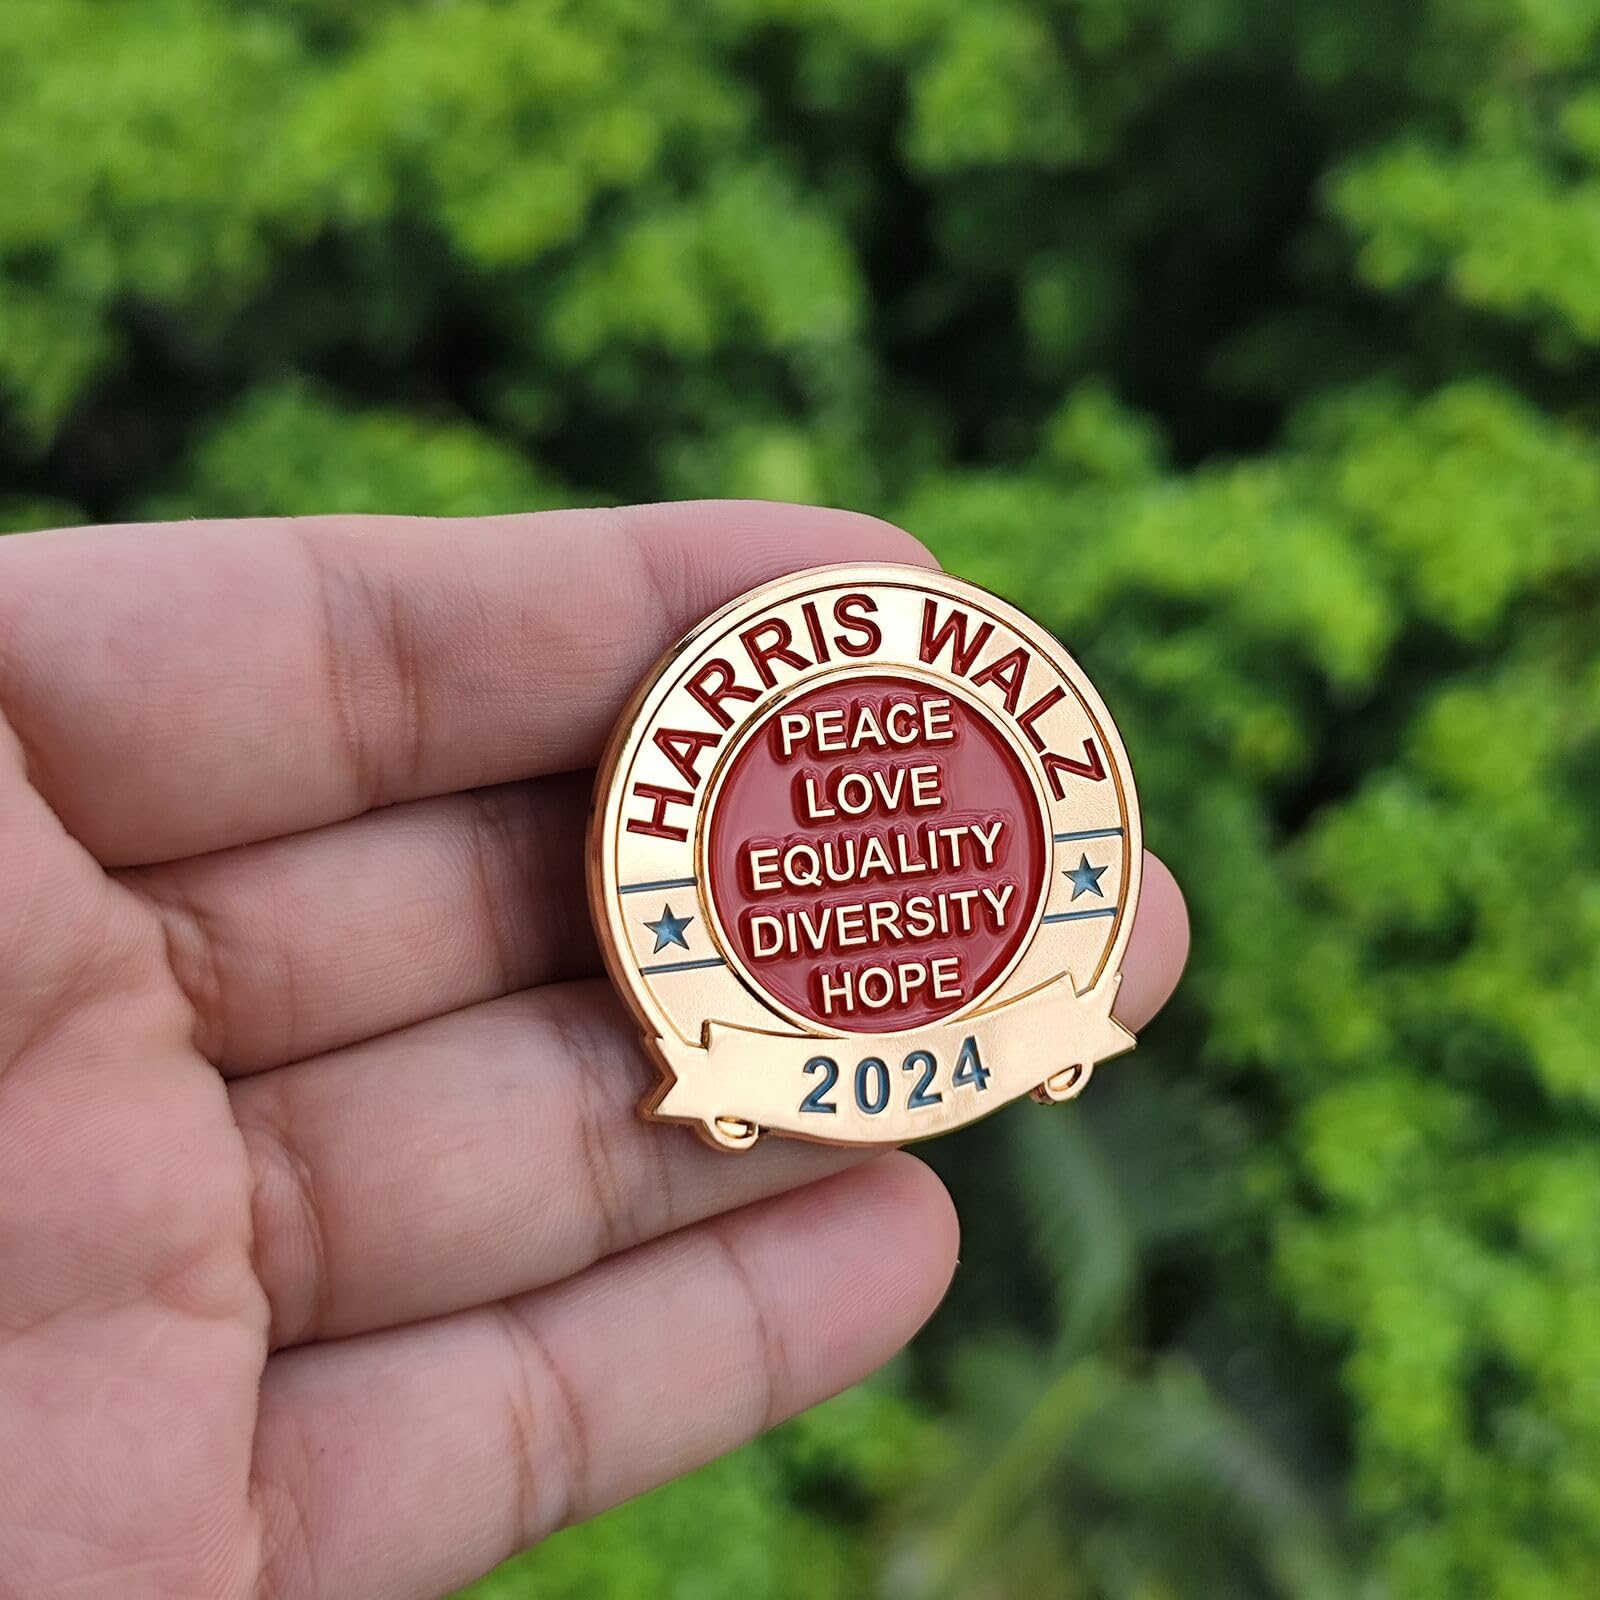 HARRIS WALZ
PEACE
LOVE
EQUALITY
DIVERSITY
HOPE
2024